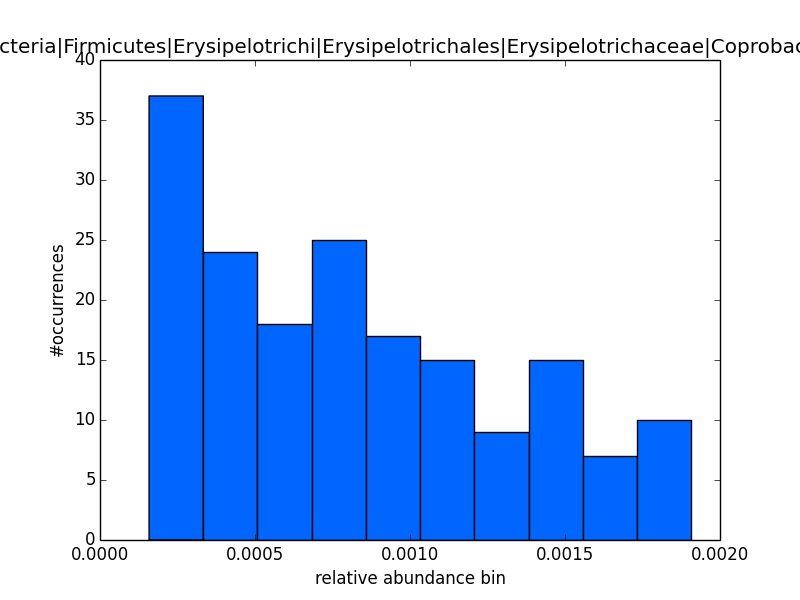 cteria|Firmicutes|Erysipelotrichi|Erysipelotrichales|Erysipelotrichaceae|Coprobac
40
35
30
25
20
15
10
5
0
#occurrences
0.0000 0.0005 0.0010 0.0015 0.0020
relative abundance bin